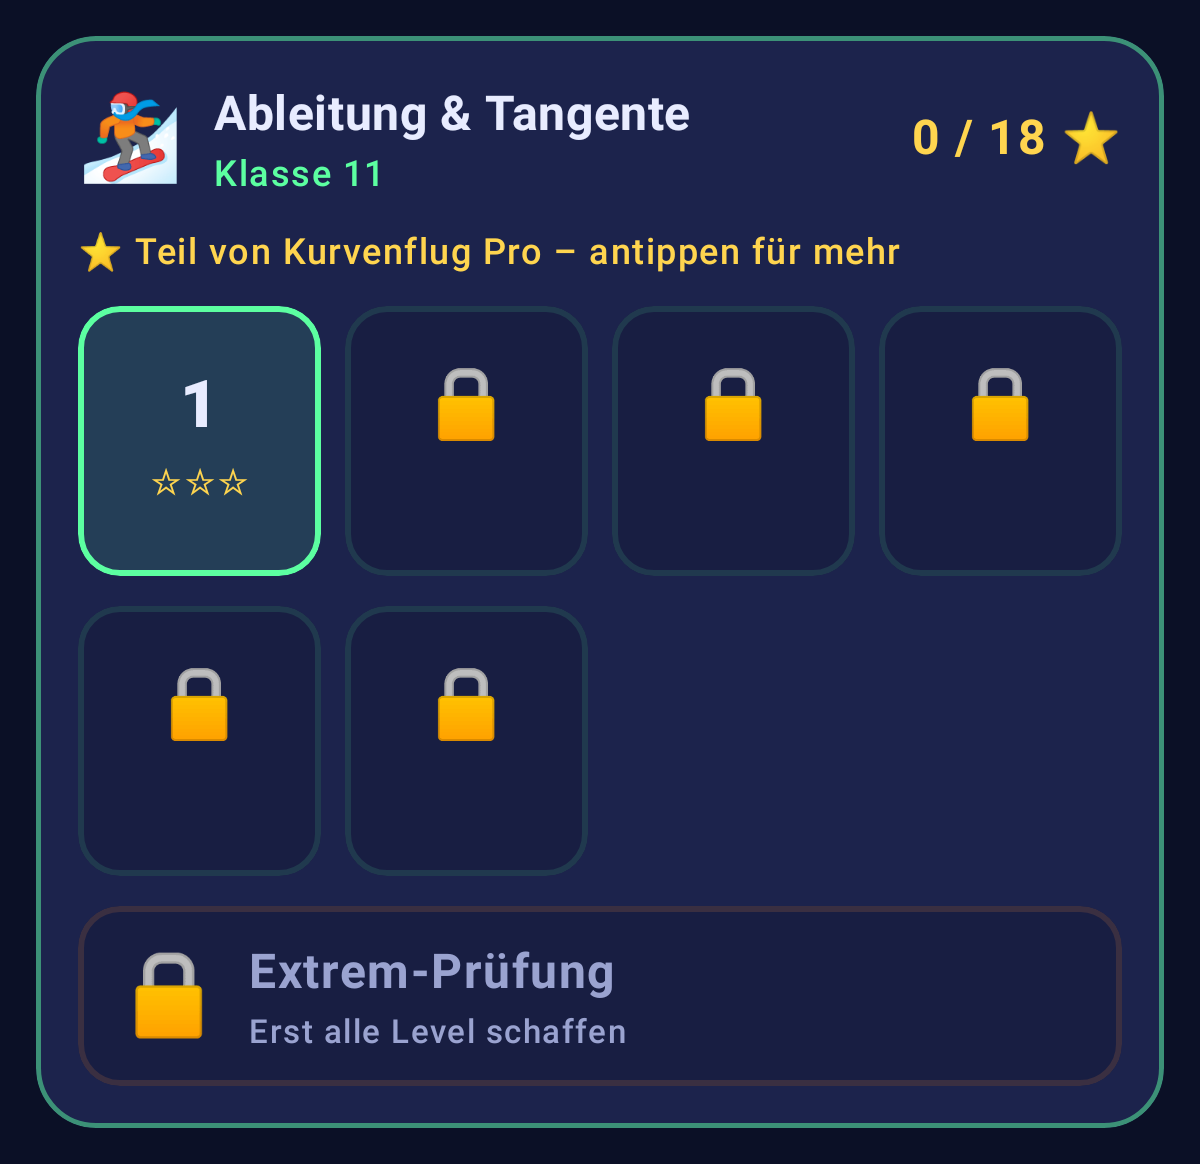 Ableitung & Tangente
Klasse 11
0 / 18
Teil von Kurvenflug Pro – antippen für mehr
1
Extrem-Prüfung
Erst alle Level schaffen